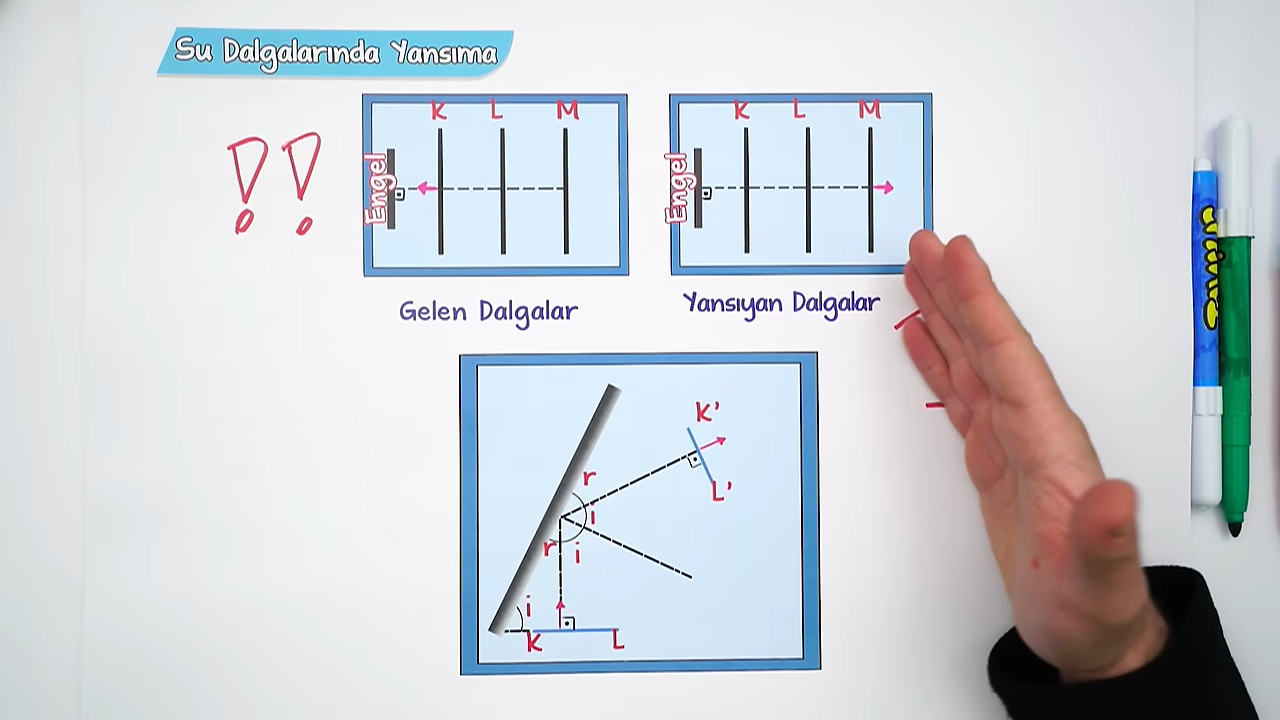 Su Dalgalarında Yansıma
!!
K L M
Engel
K L M
Engel
Gelen Dalgalar
Yansıyan Dalgalar
K'
L'
r
i
r i
i
K L